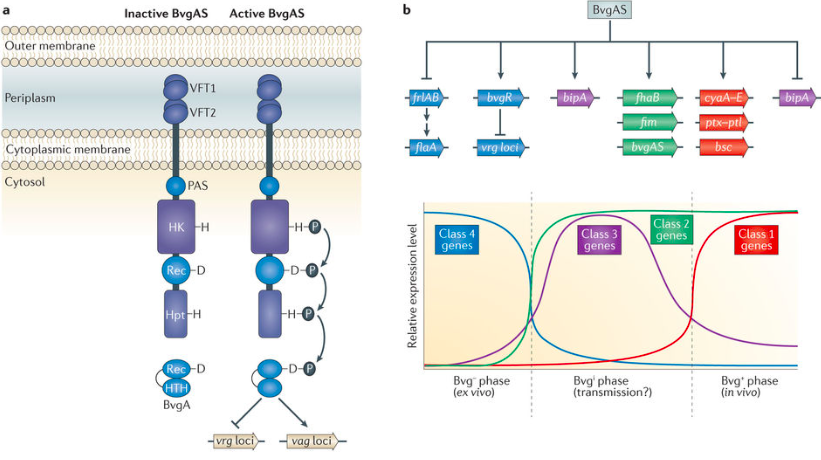 a
Inactive BvgAS Active BvgAS
Outer membrane
Periplasm
VFT1
VFT2
Cytoplasmic membrane
Cytosol
PAS
HK H H P
Rec D D P
Hpt H H P
Rec D D P
HTH
BvgA
vrg loci vag loci
b
BvgAS
frlAB bvgR bipA fhaB cyaA–E bipA
fim ptx–ptl
flaA vrg loci bvgAS bsc
Relative expression level
Class 4
genes
Class 3
genes
Class 2
genes
Class 1
genes
Bvg⁻ phase
(ex vivo)
Bvgⁱ phase
(transmission?)
Bvg⁺ phase
(in vivo)